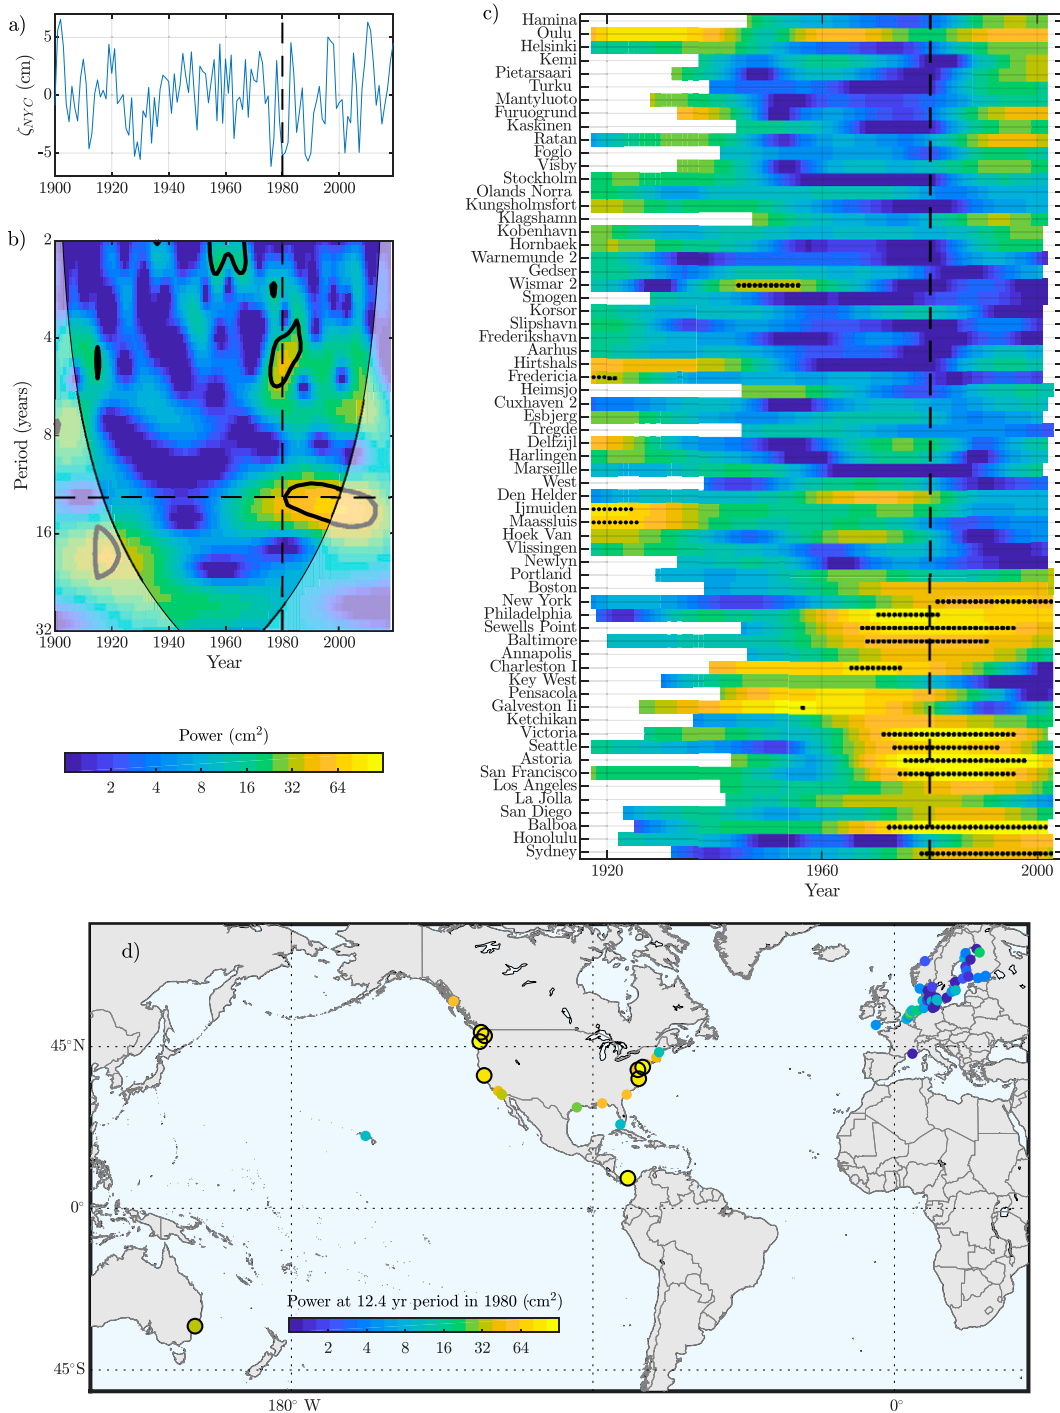 a)
ζNYC (cm)
5
0
-5
1900 1920 1940 1960 1980 2000
b)
Period (years)
2
4
8
16
32
1900 1920 1940 1960 1980 2000
Year
Power (cm²)
2 4 8 16 32 64
c)
Hamina
Oulu
Helsinki
Kemi
Pietarsaari
Turku
Mantyluoto
Furuogrund
Kaskinen
Ratan
Foglo
Visby
Stockholm
Olands Norra
Kungsholmsfort
Klagshamn
Kobenhavn
Hornbaek
Warnemunde 2
Gedser
Wismar 2
Smogen
Korsor
Slipshavn
Frederikshavn
Aarhus
Hirtshals
Fredericia
Heimsjo
Cuxhaven 2
Esbjerg
Tregde
Delfzijl
Harlingen
Marseille
West
Den Helder
Ijmuiden
Maassluis
Hoek Van
Vlissingen
Newlyn
Portland
Boston
New York
Philadelphia
Sewells Point
Baltimore
Annapolis
Charleston I
Key West
Pensacola
Galveston Ii
Ketchikan
Victoria
Seattle
Astoria
San Francisco
Los Angeles
La Jolla
San Diego
Balboa
Honolulu
Sydney
1920 1960 2000
Year
d)
45°N
0°
45°S
Power at 12.4 yr period in 1980 (cm²)
2 4 8 16 32 64
180° W 0°